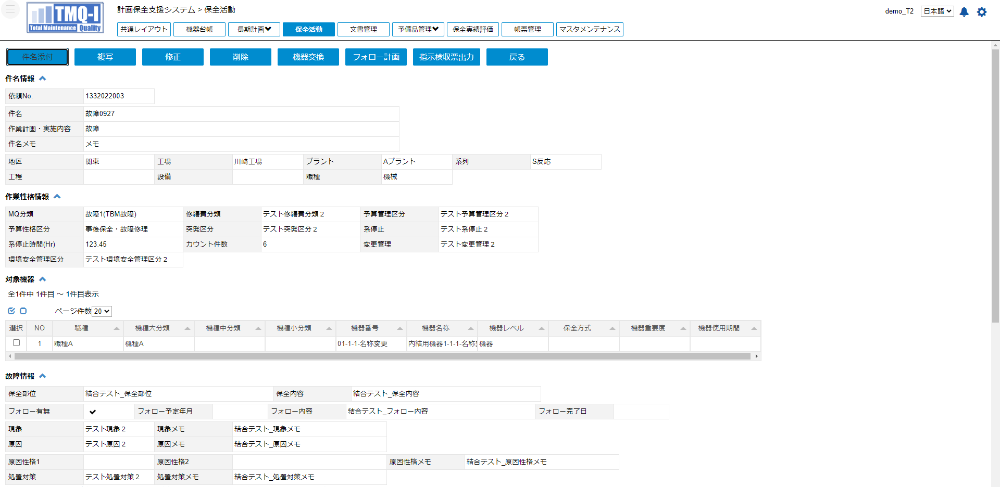 TMQ-I
Total Maintenance Quality
計画保全支援システム > 保全活動
demo_T2 日本語
共通レイアウト 機器台帳 長期計画 保全活動 文書管理 予備品管理 保全実績評価 帳票管理 マスタメンテナンス
件名添付 複写 修正 削除 機器交換 フォロー計画 指示検収票出力 戻る
件名情報
依頼No. 1332022003
件名 故障0927
作業計画・実施内容 故障
件名メモ メモ
地区 関東 工場 川崎工場 プラント Aプラント 系列 S反応
工程 設備 職種 機械
作業性格情報
MQ分類 故障1(TBM故障) 修繕費分類 テスト修繕費分類２ 予算管理区分 テスト予算管理区分２
予算性格区分 事後保全・故障修理 突発区分 テスト突発区分２ 系停止 テスト系停止２
系停止時間(Hr) 123.45 カウント件数 6 変更管理 テスト変更管理２
環境安全管理区分 テスト環境安全管理区分２
対象機器
全1件中 1件目 ～ 1件目表示
ページ件数 20
選択 NO 職種 機種大分類 機種中分類 機種小分類 機器番号 機器名称 機器レベル 保全方式 機器重要度 機器使用期間
1 職種A 機種A 01-1-1-名称変更 内結用機器1-1-1-名称 機器
故障情報
保全部位 結合テスト_保全部位 保全内容 結合テスト_保全内容
フォロー有無 フォロー予定年月 フォロー内容 結合テスト_フォロー内容 フォロー完了日
現象 テスト現象２ 現象メモ 結合テスト_現象メモ
原因 テスト原因２ 原因メモ 結合テスト_原因メモ
原因性格1 原因性格2 原因性格メモ 結合テスト_原因性格メモ
処置対策 テスト処置対策２ 処置対策メモ 結合テスト_処置対策メモ